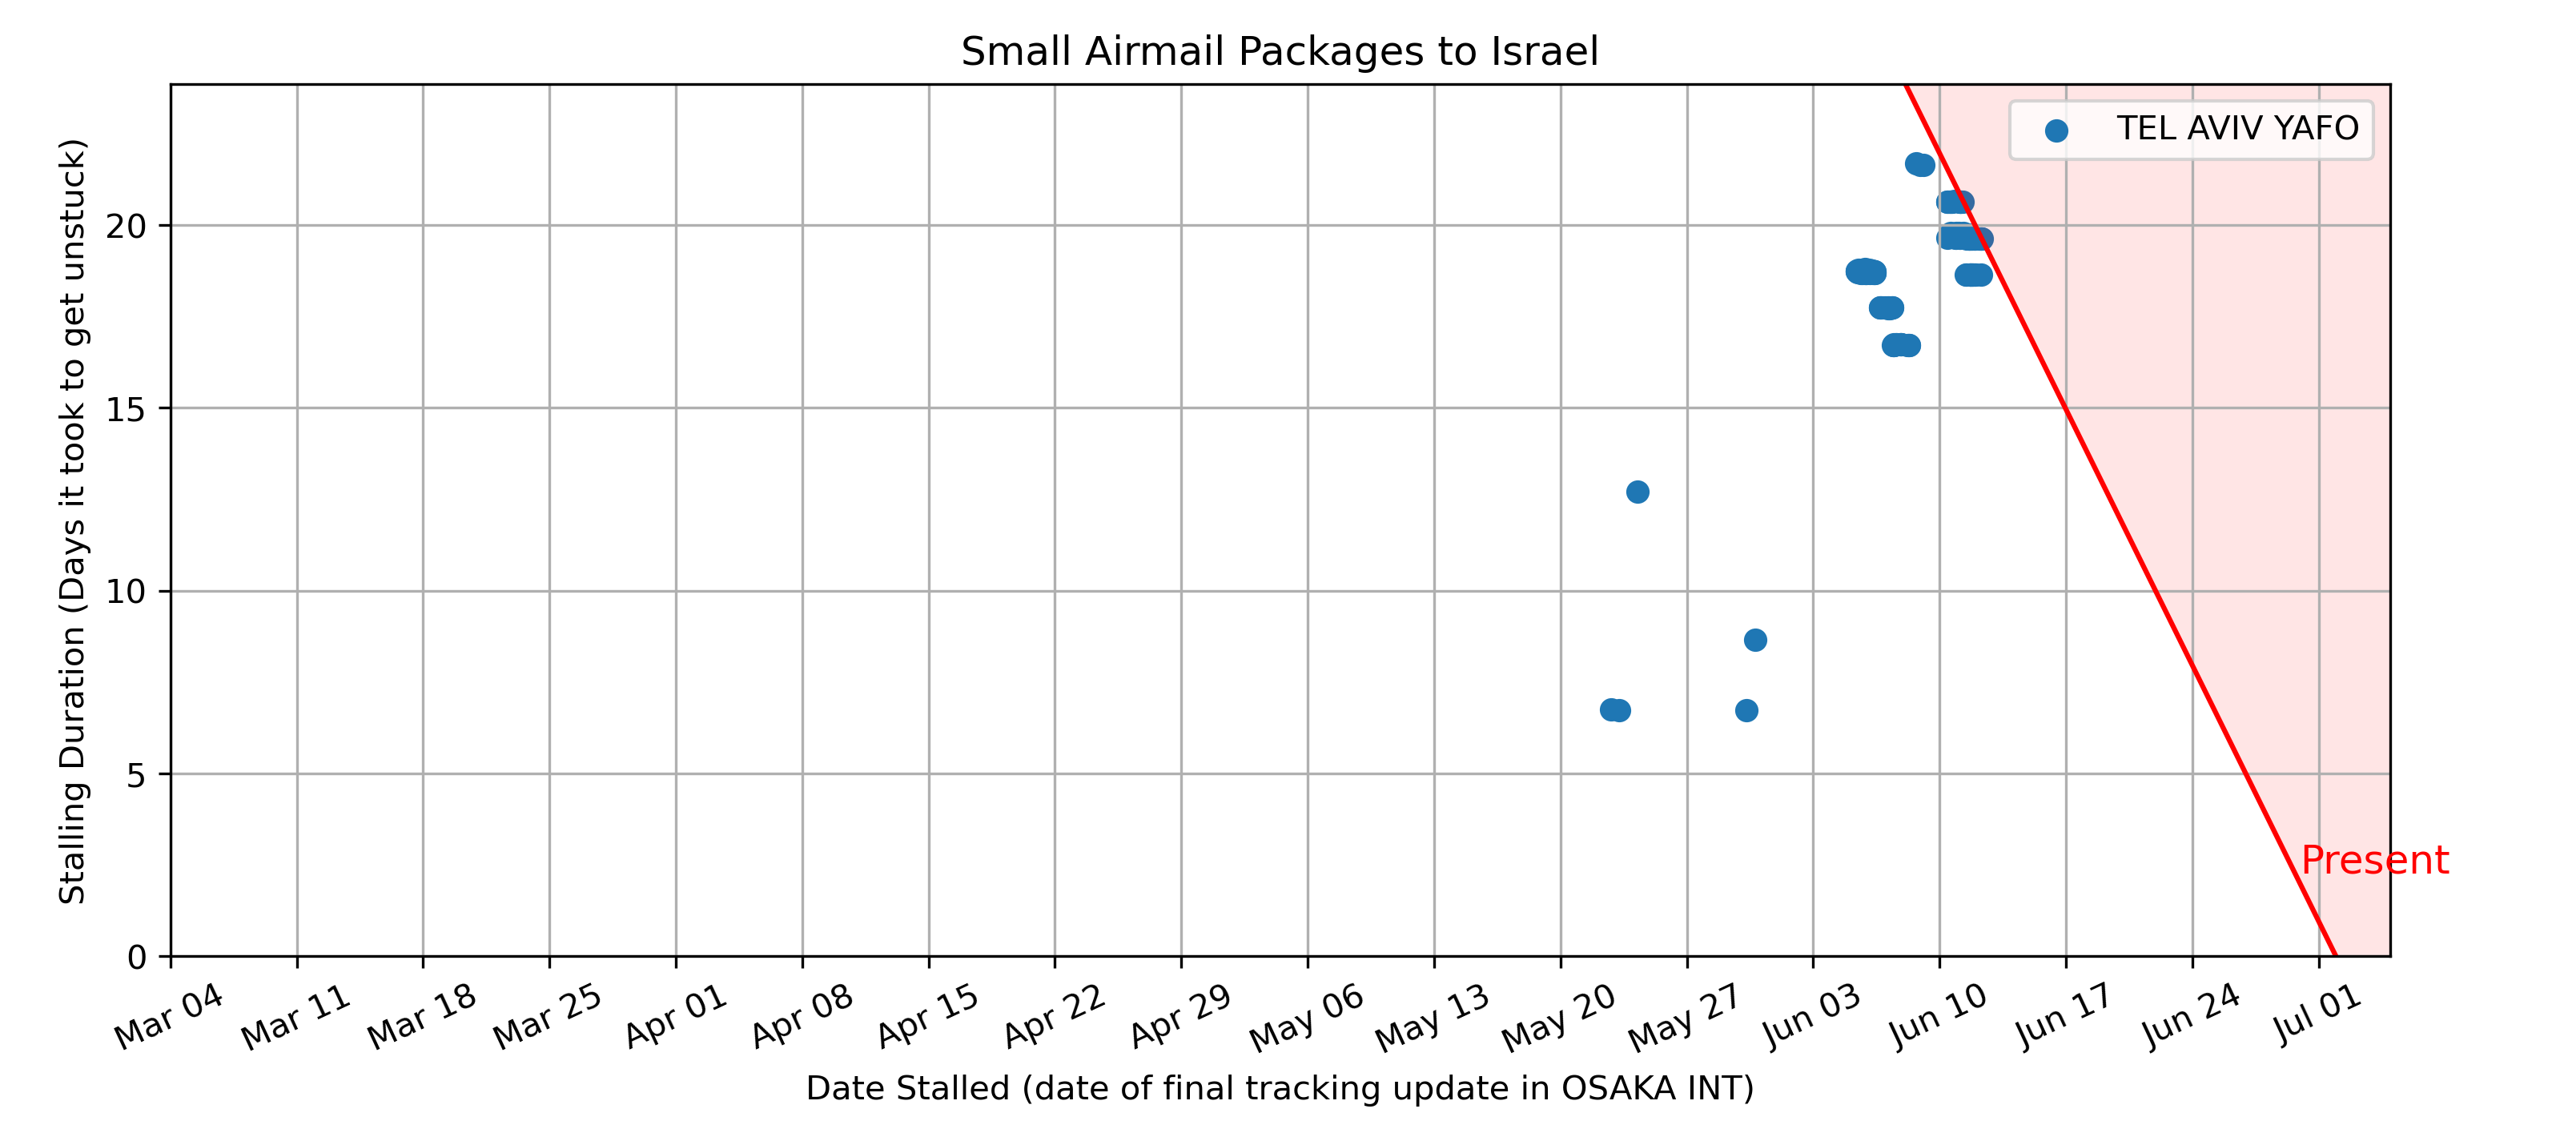 Small Airmail Packages to Israel
TEL AVIV YAFO
Stalling Duration (Days it took to get unstuck)
20
15
10
5
0
Present
Mar 04
Mar 11
Mar 18
Mar 25
Apr 01
Apr 08
Apr 15
Apr 22
Apr 29
May 06
May 13
May 20
May 27
Jun 03
Jun 10
Jun 17
Jun 24
Jul 01
Date Stalled (date of final tracking update in OSAKA INT)